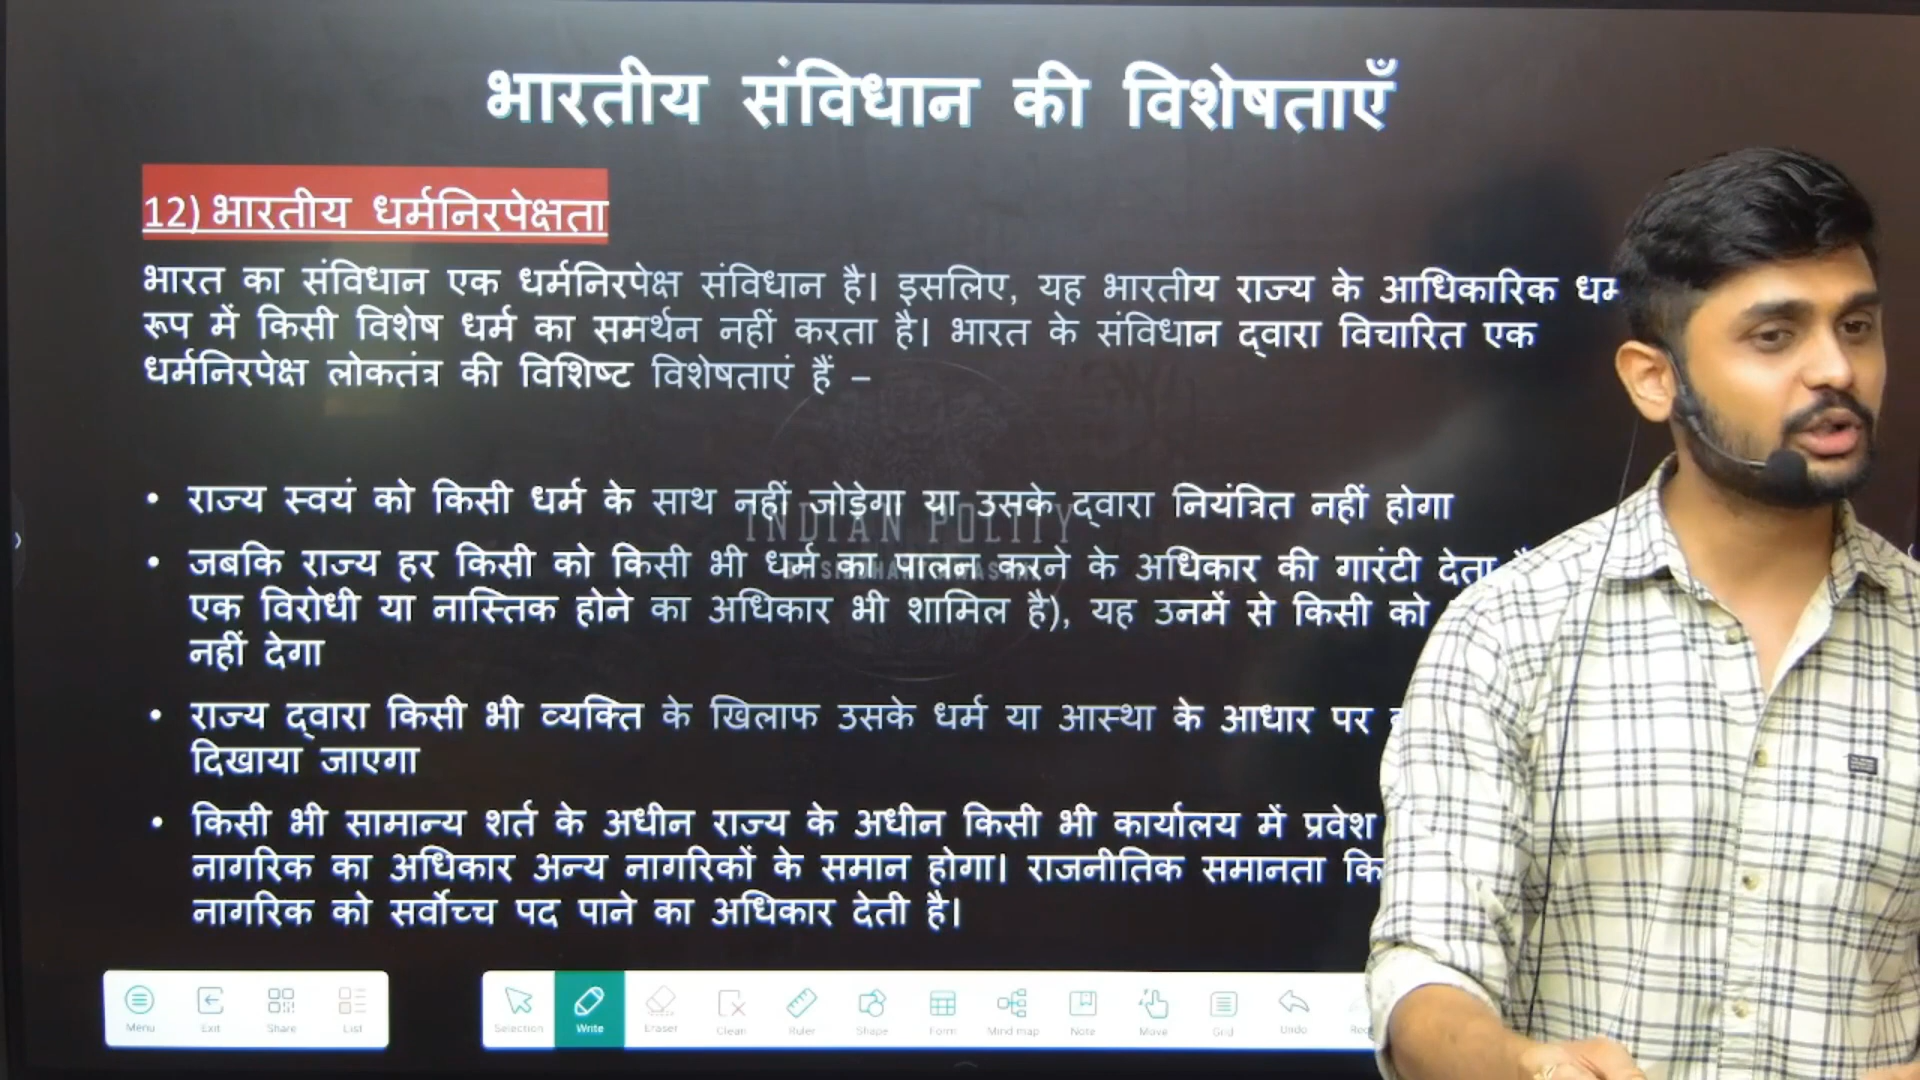 भारतीय संविधान की विशेषताएँ
12) भारतीय धर्मनिरपेक्षता
भारत का संविधान एक धर्मनिरपेक्ष संविधान है। इसलिए, यह भारतीय राज्य के आधिकारिक
रूप में किसी विशेष धर्म का समर्थन नहीं करता है। भारत के संविधान द्वारा विचारित एक
धर्मनिरपेक्ष लोकतंत्र की विशिष्ट विशेषताएं हैं –
• राज्य स्वयं को किसी धर्म के साथ नहीं जोड़ेगा या उसके द्वारा नियंत्रित नहीं होगा
• जबकि राज्य हर किसी को किसी भी धर्म का पालन करने के अधिकार की गारंटी देता
एक विरोधी या नास्तिक होने का अधिकार भी शामिल है), यह उनमें से किसी को
नहीं देगा
• राज्य द्वारा किसी भी व्यक्ति के खिलाफ उसके धर्म या आस्था के आधार पर
दिखाया जाएगा
• किसी भी सामान्य शर्त के अधीन राज्य के अधीन किसी भी कार्यालय में प्रवेश
नागरिक का अधिकार अन्य नागरिकों के समान होगा। राजनीतिक समानता
नागरिक को सर्वोच्च पद पाने का अधिकार देती है।
INDIAN POLITY
Menu Exit Share List Selection Write Eraser Clean Ruler Shape Form Mind map Note Move Grid Undo